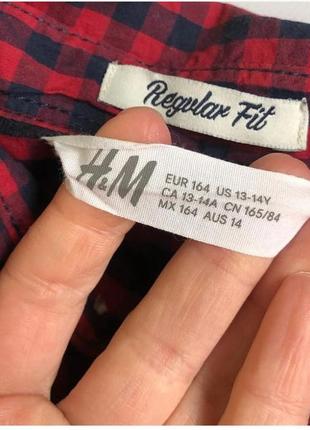 Regular Fit
H&M
EUR 164 US 13-14Y
CA 13-14A CN 165/84
MX 164 AUS 14